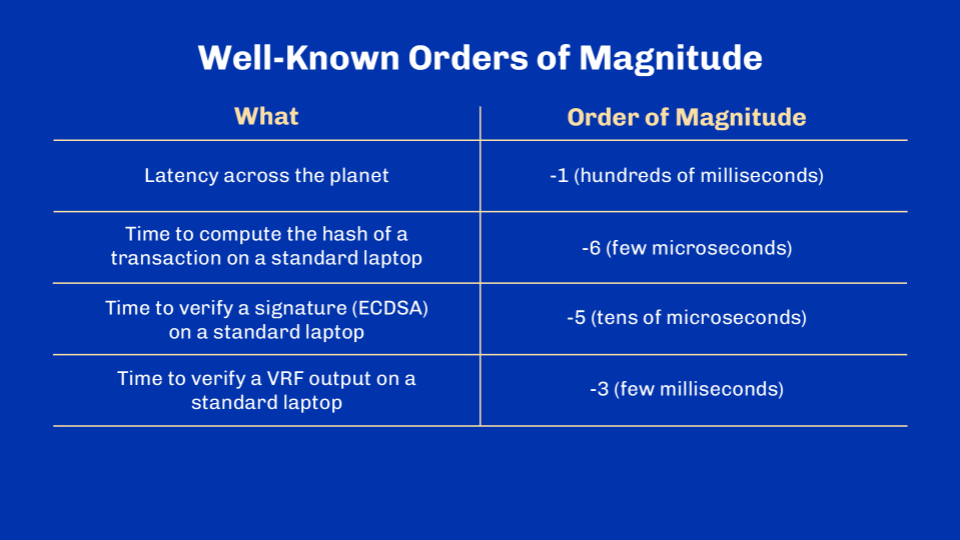 Well-Known Orders of Magnitude
What
Order of Magnitude
Latency across the planet
-1 (hundreds of milliseconds)
Time to compute the hash of a
transaction on a standard laptop
-6 (few microseconds)
Time to verify a signature (ECDSA)
on a standard laptop
-5 (tens of microseconds)
Time to verify a VRF output on a
standard laptop
-3 (few milliseconds)